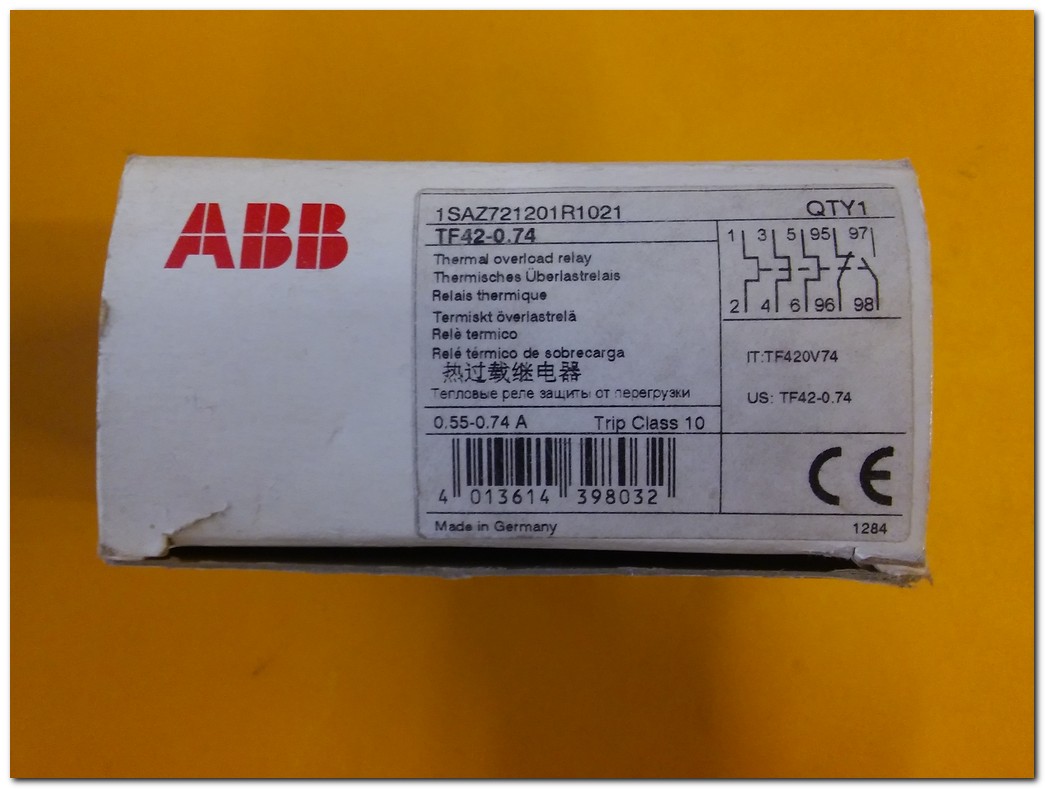 ABB
1SAZ721201R1021 QTY1
TF42-0.74
1 3 5 95 97
Thermal overload relay
Thermisches Überlastrelais
Relais thermique
2 4 6 96 98
Termiskt överlastrelä
Relè termico
Relé térmico de sobrecarga
IT:TF420V74
热过载继电器
Тепловые реле защиты от перегрузки
US: TF42-0.74
0.55-0.74 A Trip Class 10
CE
4 013614 398032
Made in Germany 1284